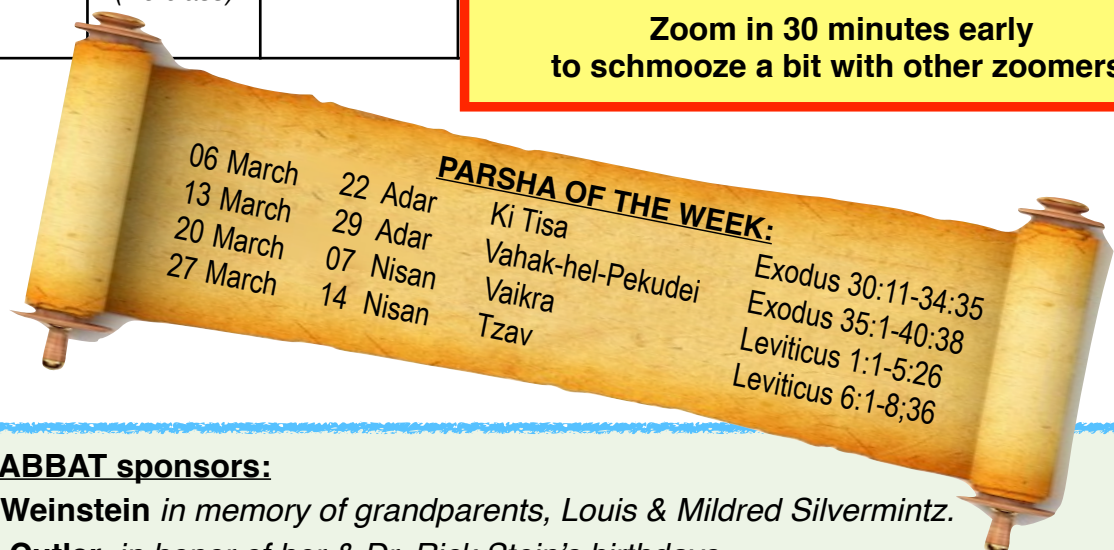 Zoom in 30 minutes early
to schmooze a bit with other zoomers
PARSHA OF THE WEEK:
06 March 22 Adar Ki Tisa Exodus 30:11-34:35
13 March 29 Adar Vahak-hel-Pekudei Exodus 35:1-40:38
20 March 07 Nisan Vaikra Leviticus 1:1-5:26
27 March 14 Nisan Tzav Leviticus 6:1-8;36
ABBAT sponsors:
Weinstein in memory of grandparents, Louis & Mildred Silvermintz.